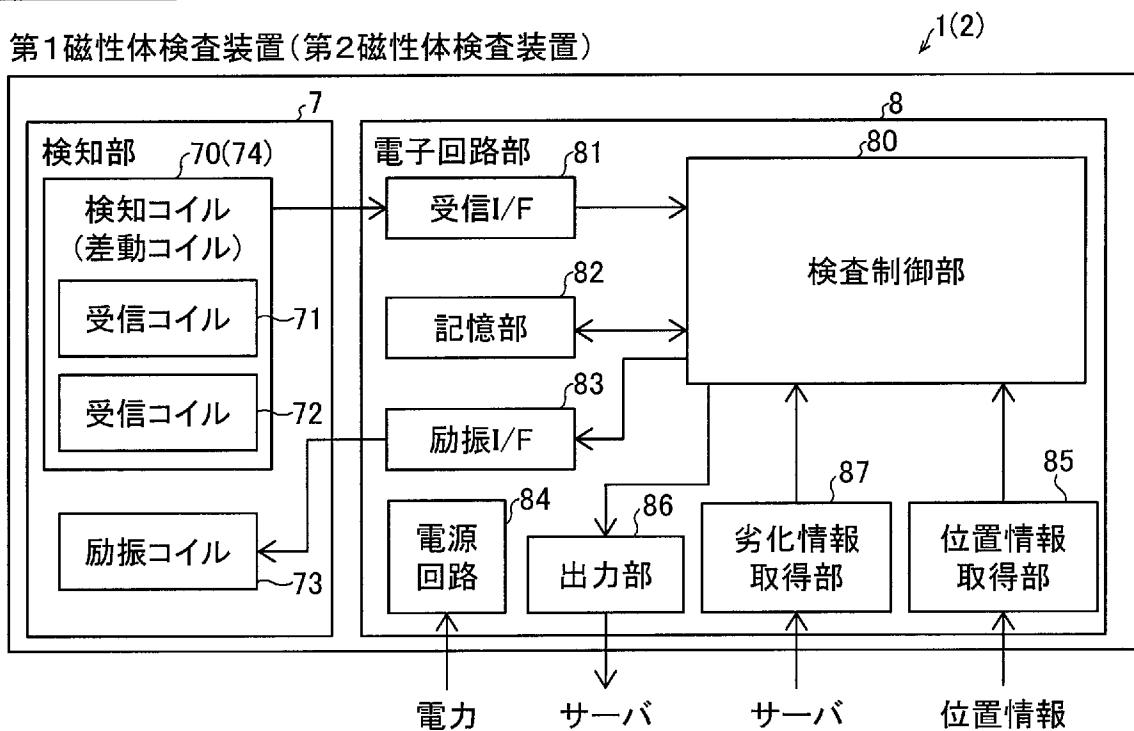 第1磁性体検査装置(第2磁性体検査装置)
1(2)
7
検知部
70(74)
検知コイル
(差動コイル)
受信コイル
71
受信コイル
72
励振コイル
73
8
電子回路部
81
受信I/F
80
検査制御部
82
記憶部
83
励振I/F
84
電源
回路
86
出力部
87
劣化情報
取得部
85
位置情報
取得部
電力
サーバ
サーバ
位置情報